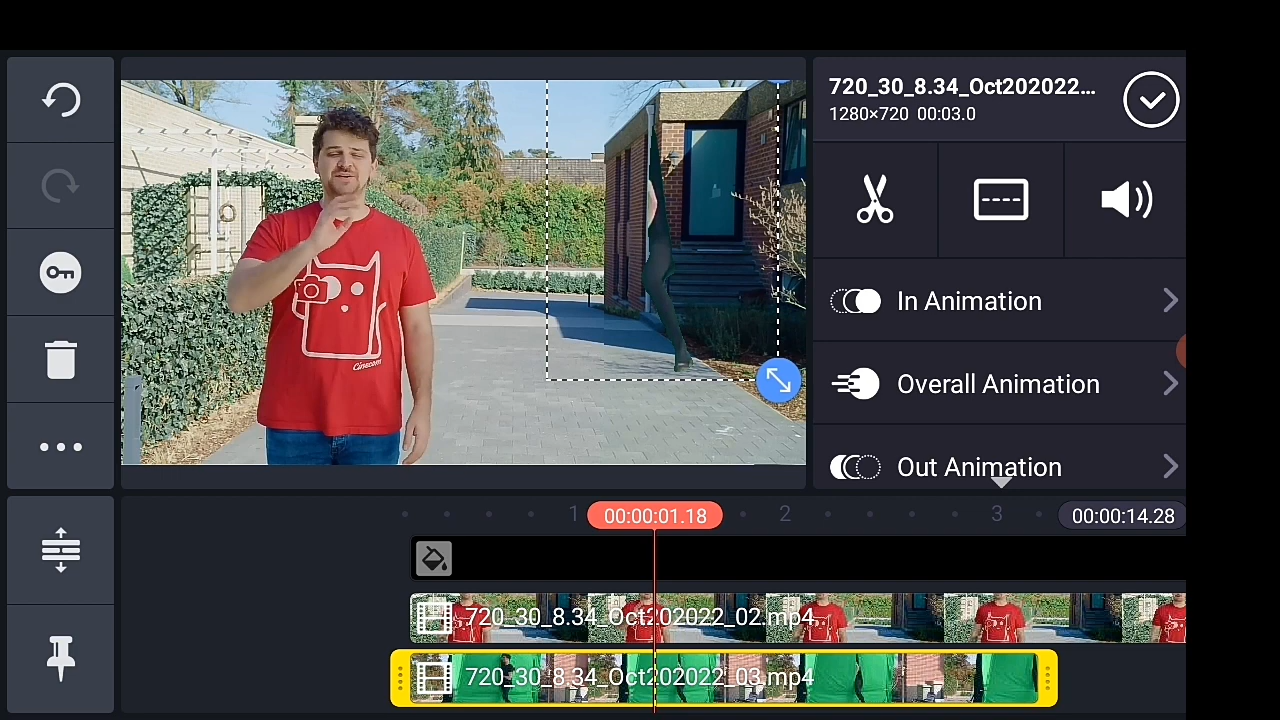 720_30_8.34_Oct202022...
1280×720 00:03.0
Cinecom
In Animation
Overall Animation
Out Animation
1
00:00:01.18
2
3
00:00:14.28
720_30_8.34_Oct202022_02.mp4
720_30_8.34_Oct202022_03.mp4